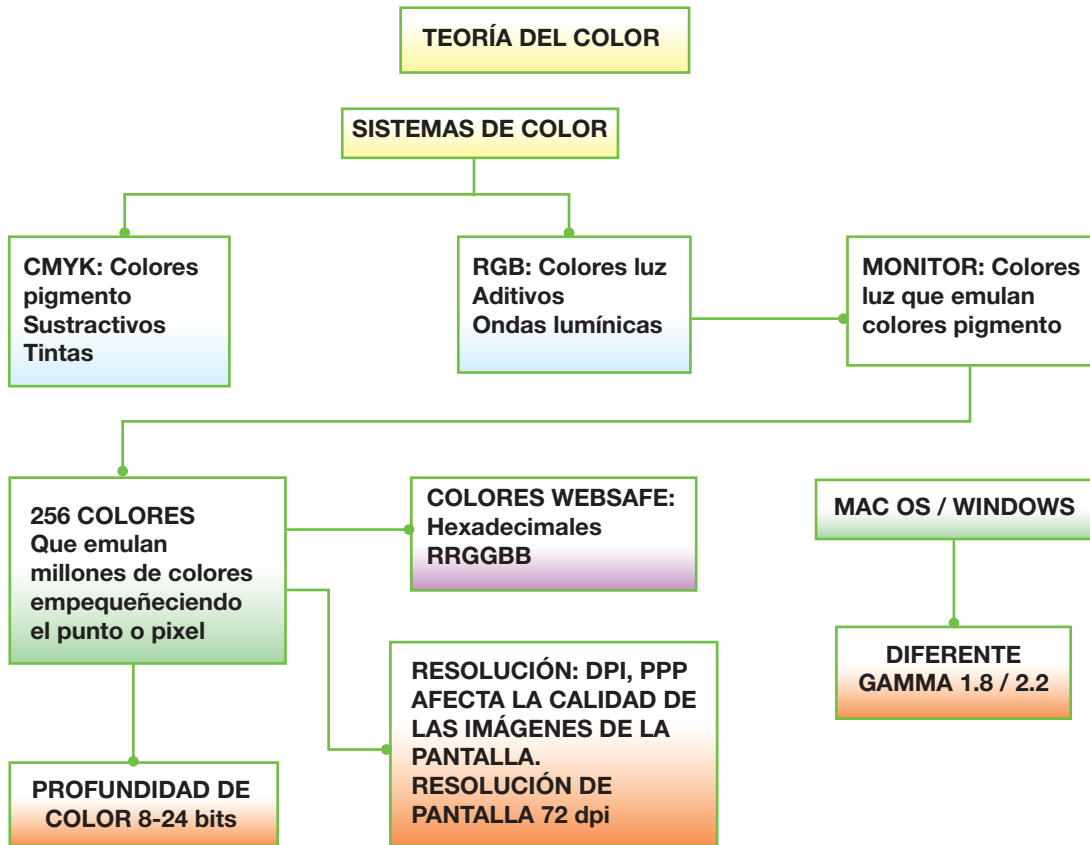 TEORÍA DEL COLOR
SISTEMAS DE COLOR
CMYK: Colores
pigmento
Sustractivos
Tintas
RGB: Colores luz
Aditivos
Ondas lumínicas
MONITOR: Colores
luz que emulan
colores pigmento
256 COLORES
Que emulan
millones de colores
empequeñeciendo
el punto o pixel
COLORES WEBSAFE:
Hexadecimales
RRGGBB
MAC OS / WINDOWS
RESOLUCIÓN: DPI, PPP
AFECTA LA CALIDAD DE
LAS IMÁGENES DE LA
PANTALLA.
RESOLUCIÓN DE
PANTALLA 72 dpi
DIFERENTE
GAMMA 1.8 / 2.2
PROFUNDIDAD DE
COLOR 8-24 bits